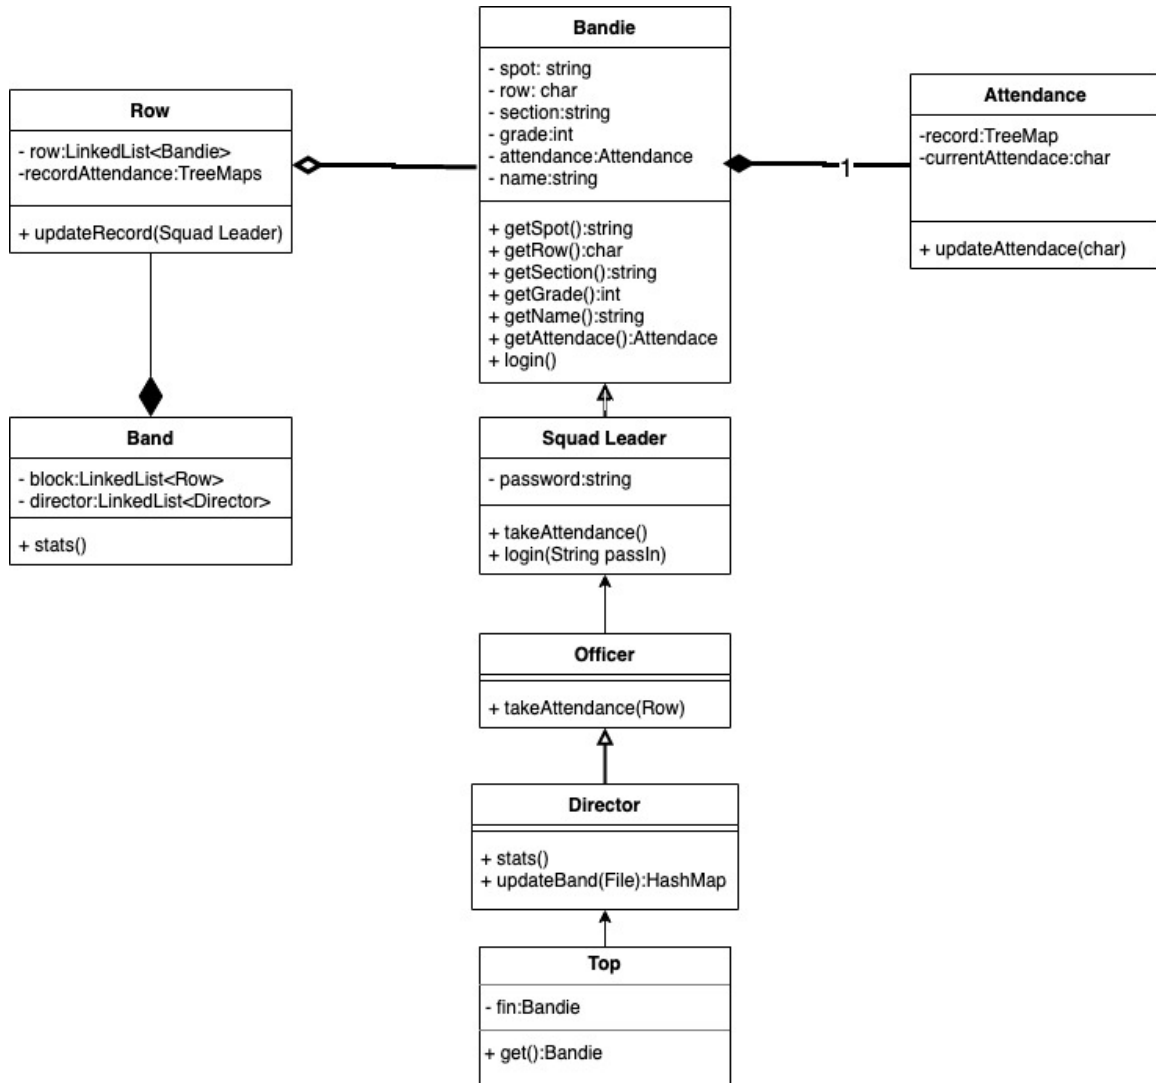 Bandie
- spot: string
- row: char
- section:string
- grade:int
- attendance:Attendance
- name:string
+ getSpot():string
+ getRow():char
+ getSection():string
+ getGrade():int
+ getName():string
+ getAttendace():Attendace
+ login()
Row
- row:LinkedList<Bandie>
-recordAttendance:TreeMaps
+ updateRecord(Squad Leader)
Attendance
-record:TreeMap
-currentAttendace:char
+ updateAttendace(char)
1
Band
- block:LinkedList<Row>
- director:LinkedList<Director>
+ stats()
Squad Leader
- password:string
+ takeAttendance()
+ login(String passIn)
Officer
+ takeAttendance(Row)
Director
+ stats()
+ updateBand(File):HashMap
Top
- fin:Bandie
+ get():Bandie